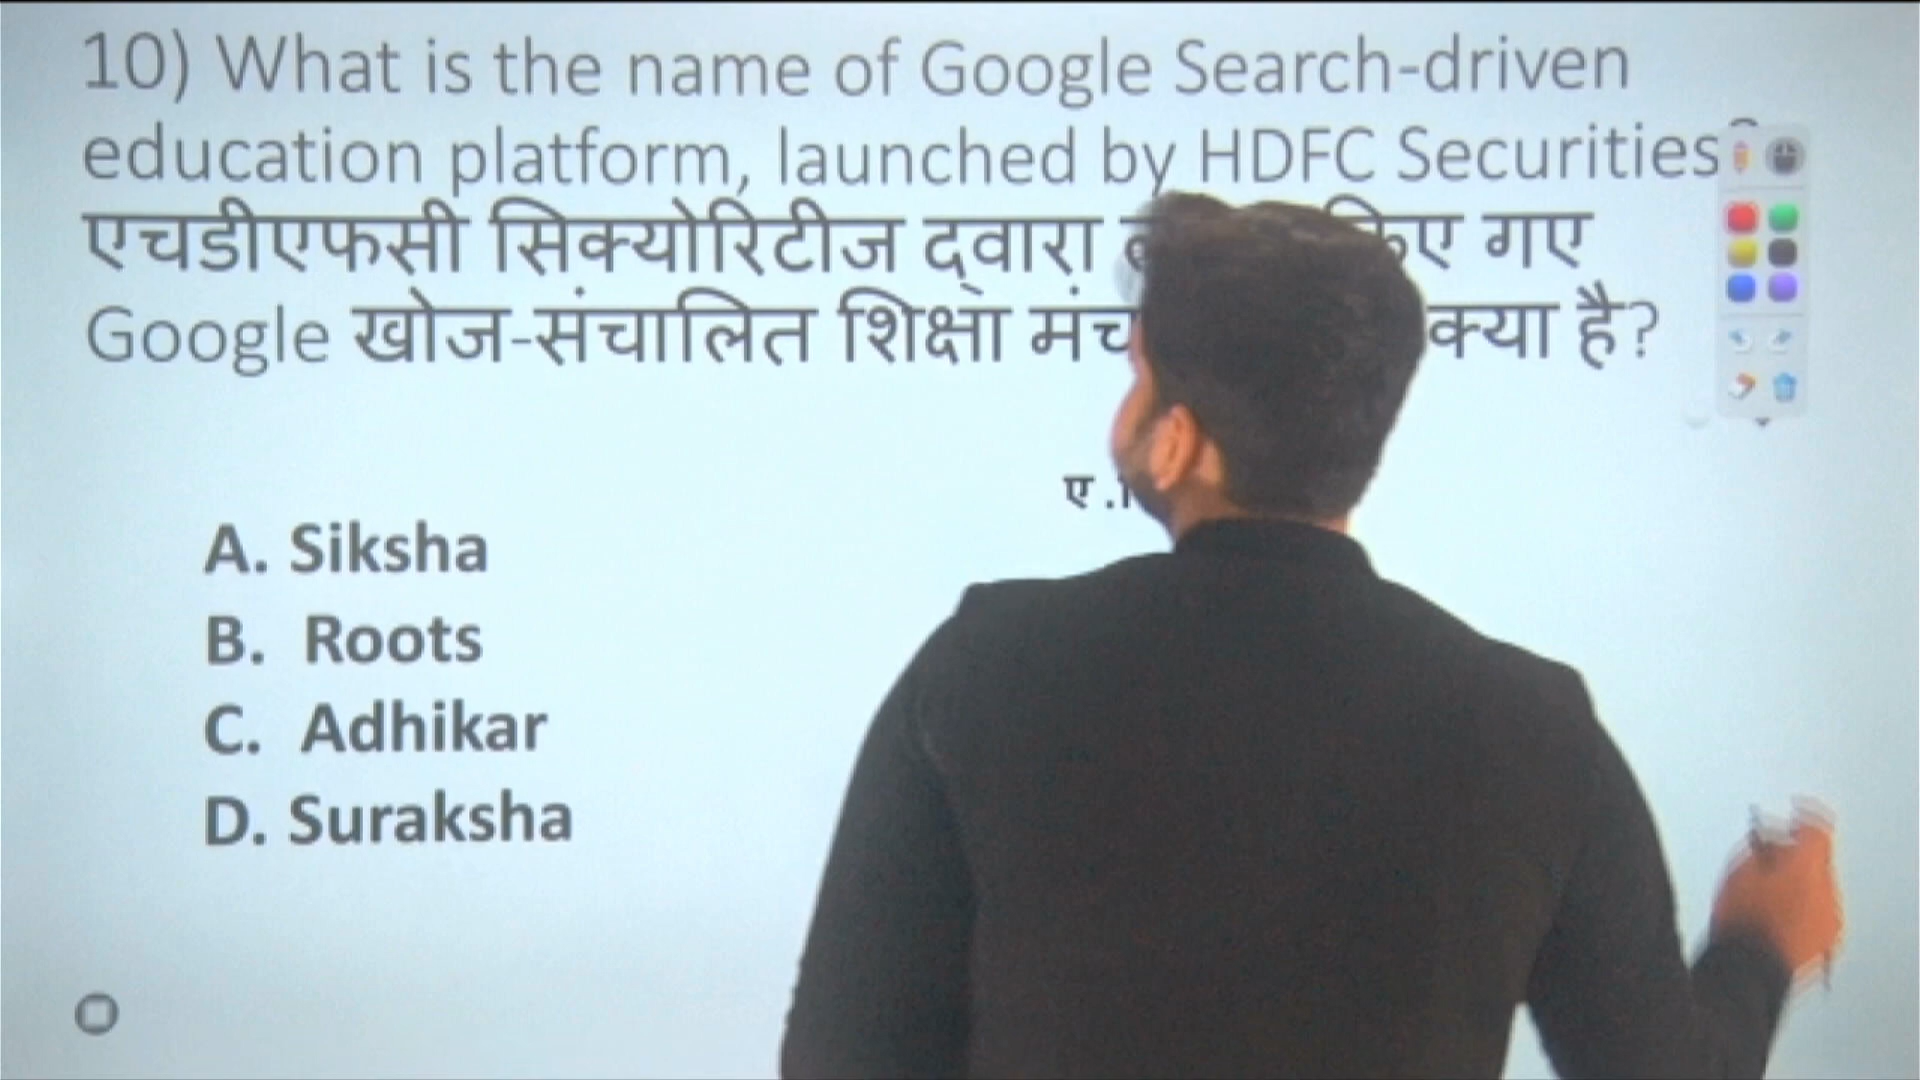 10) What is the name of Google Search-driven
education platform, launched by HDFC Securities?
एचडीएफसी सिक्योरिटीज द्वारा गए
Google खोज-संचालित शिक्षा क्या है?
ए.
A. Siksha
B. Roots
C. Adhikar
D. Suraksha